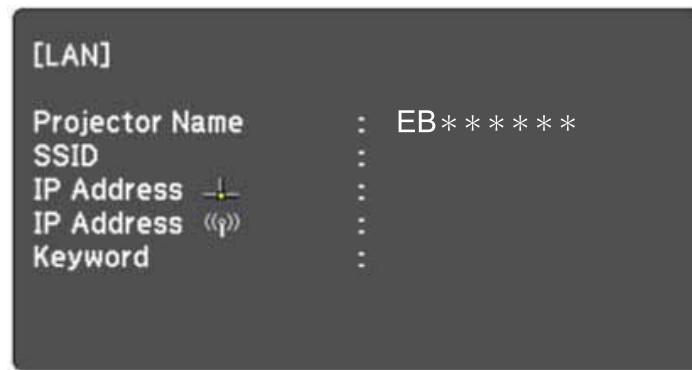 [LAN]
Projector Name : EB******
SSID :
IP Address :
IP Address :
Keyword :